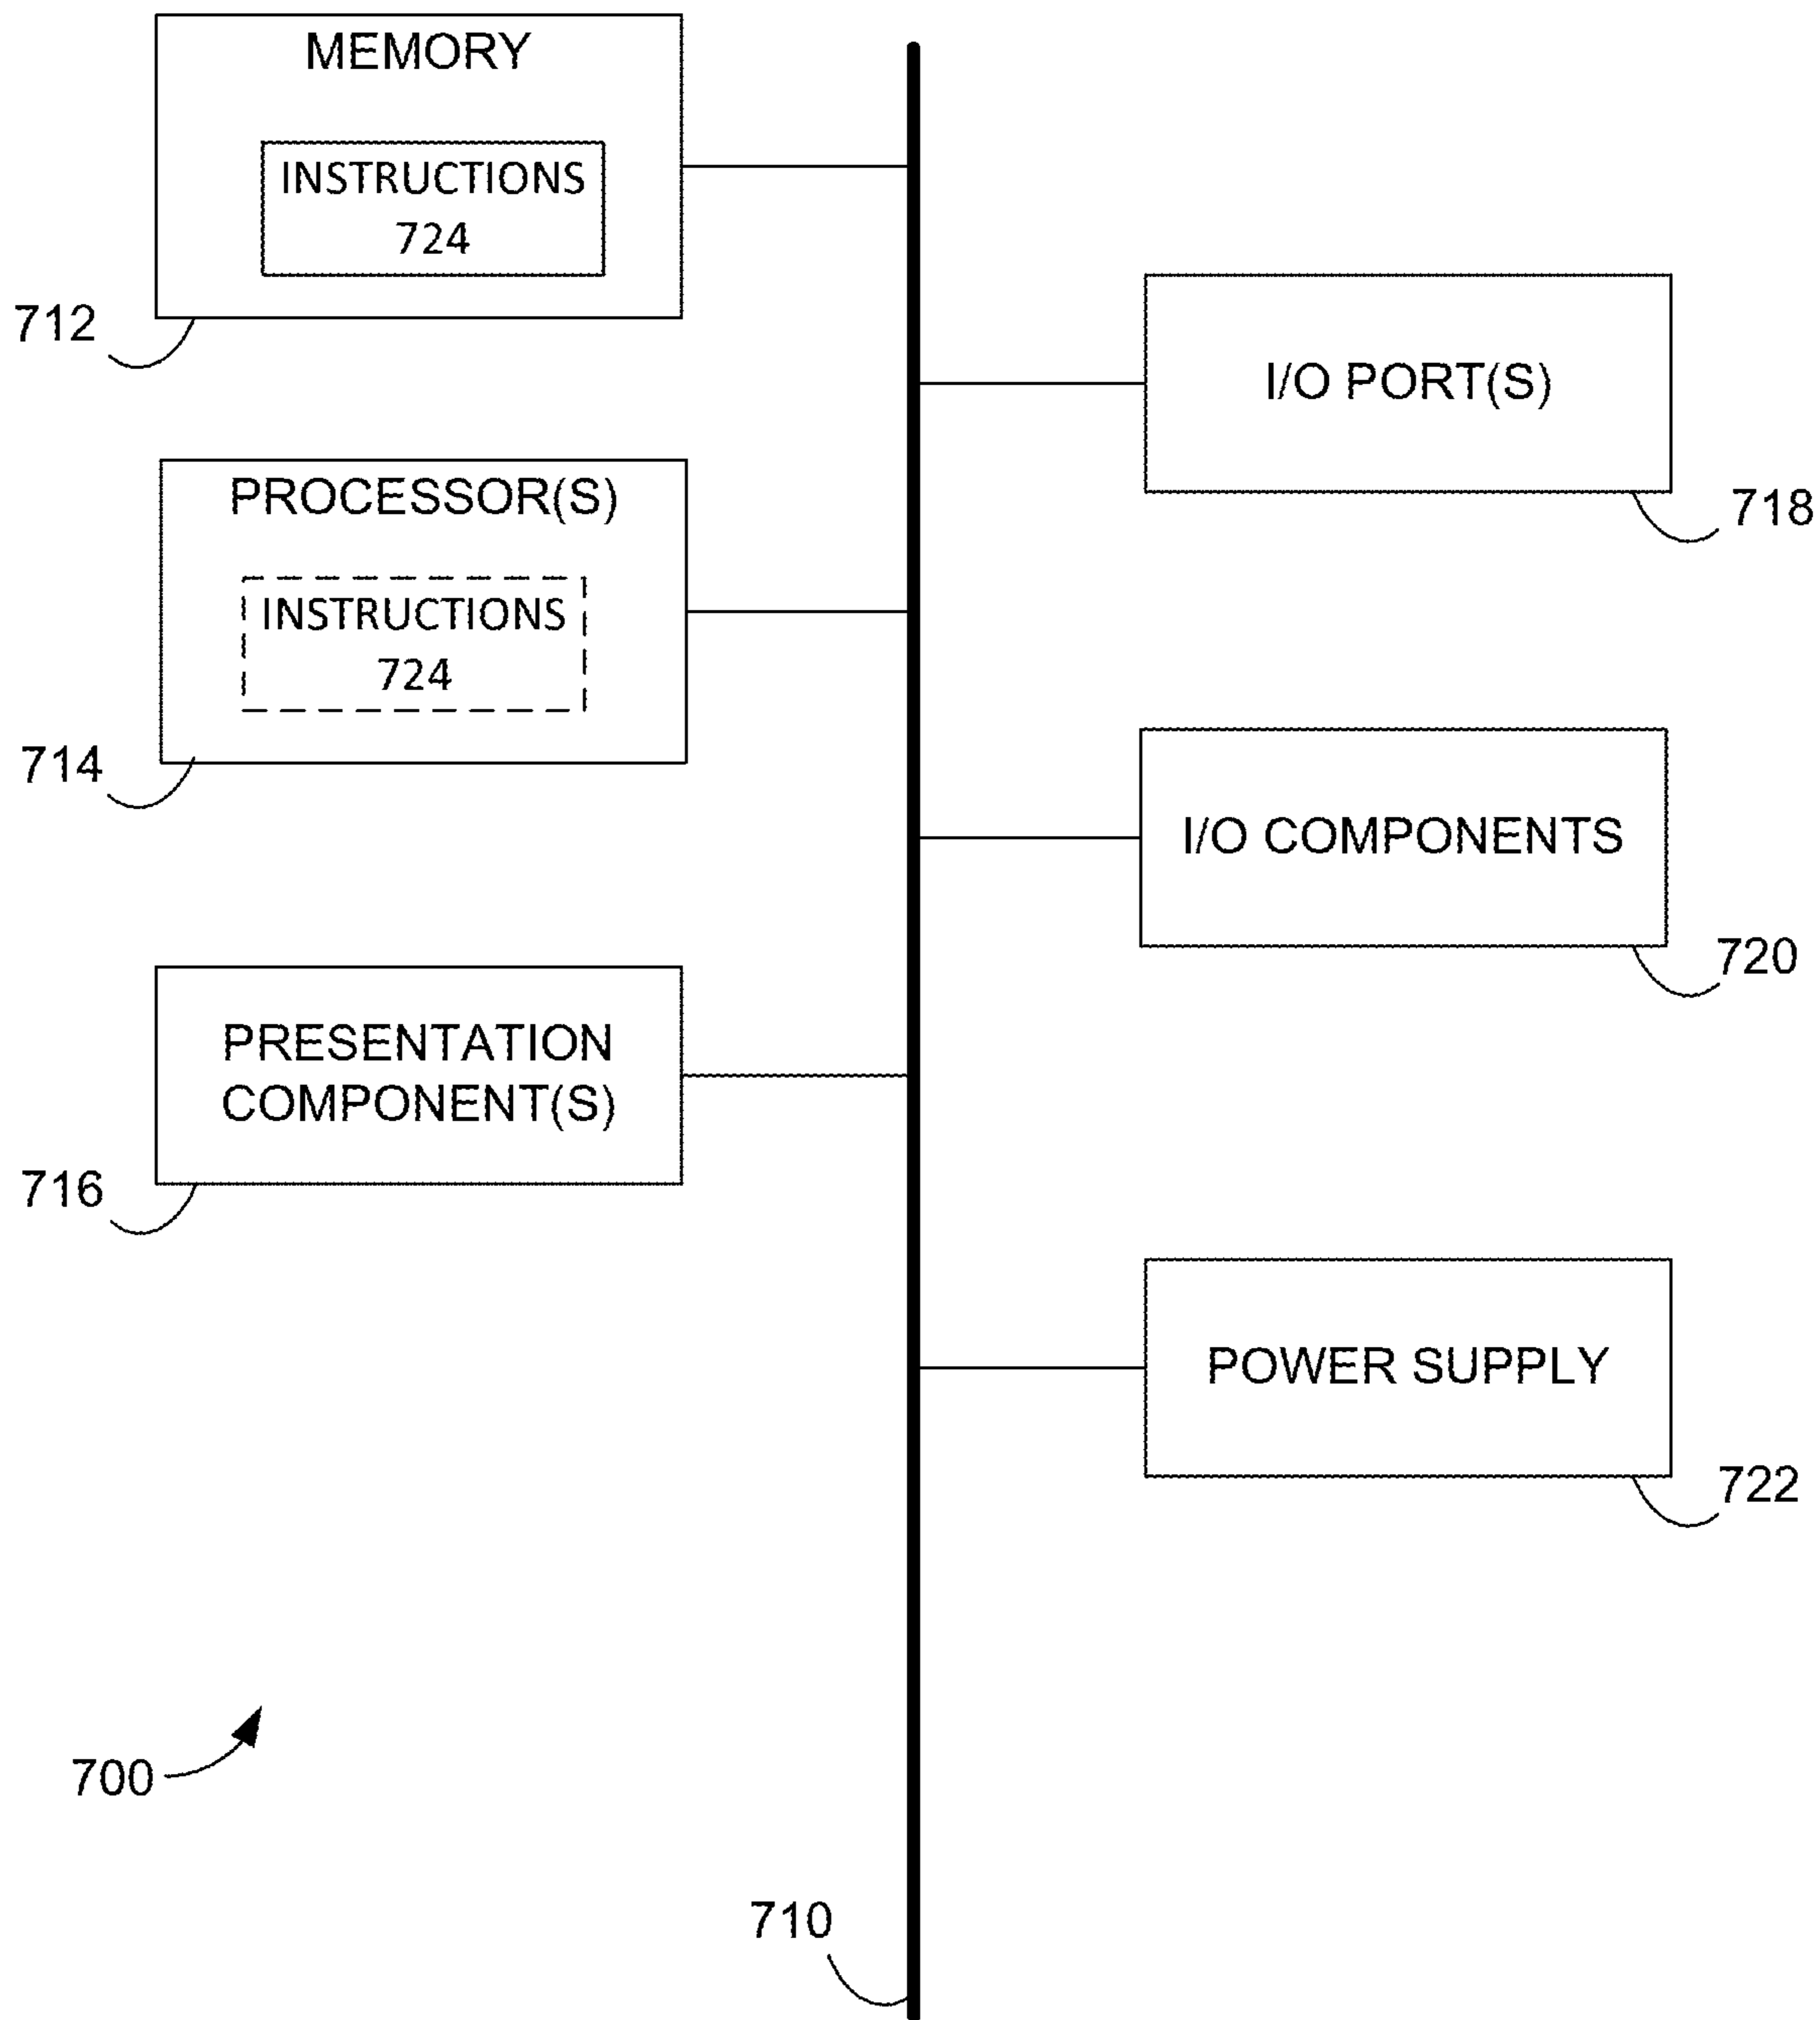 MEMORY
INSTRUCTIONS
724
712
I/O PORT(S)
718
PROCESSOR(S)
INSTRUCTIONS
724
714
I/O COMPONENTS
720
PRESENTATION
COMPONENT(S)
716
POWER SUPPLY
722
700
710